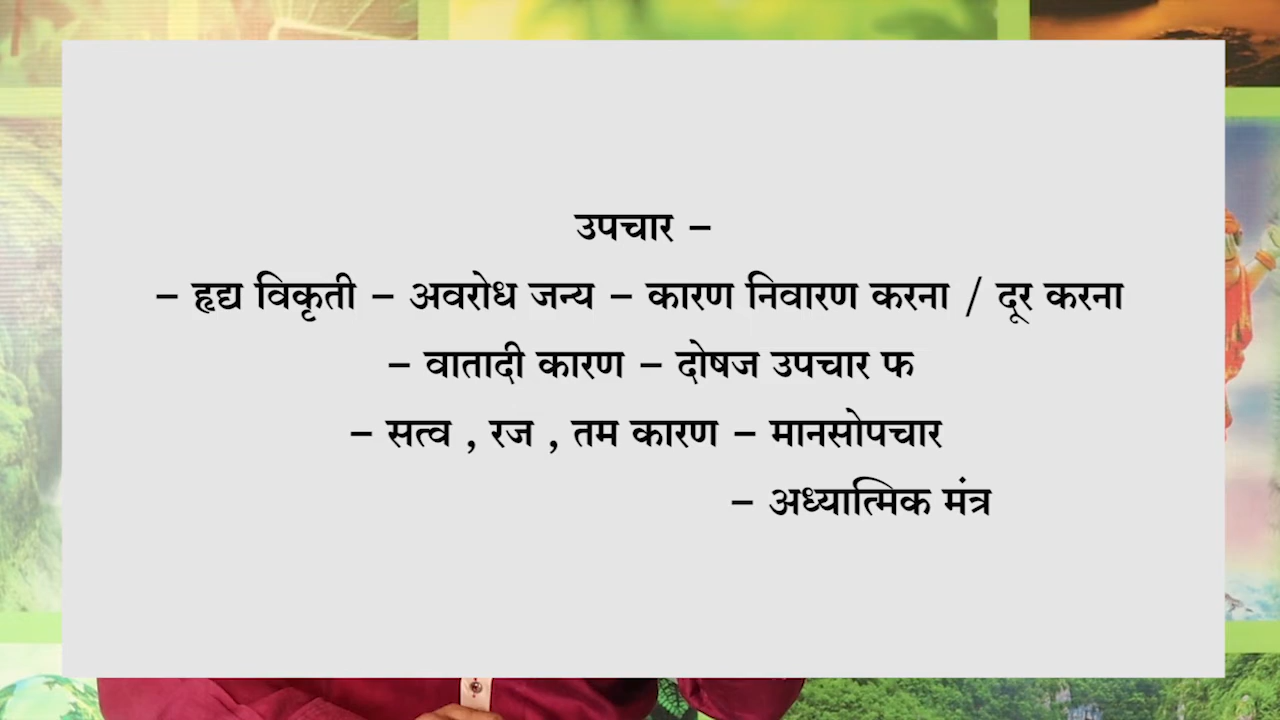 उपचार –
– हृद्य विकृती – अवरोध जन्य – कारण निवारण करना / दूर करना
– वातादी कारण – दोषज उपचार फ
– सत्व , रज , तम कारण – मानसोपचार
– अध्यात्मिक मंत्र